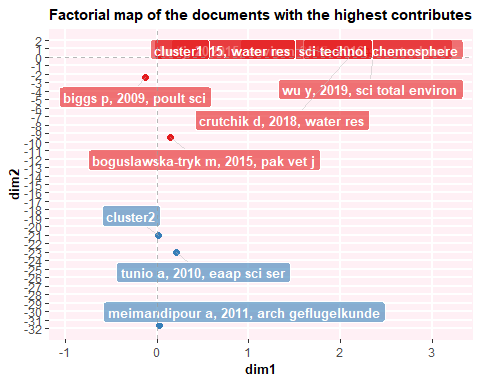 Factorial map of the documents with the highest contributes
dim2
2
1
0
-1
-2
-3
-4
-5
-6
-7
-8
-9
-10
-11
-12
-13
-14
-15
-16
-17
-18
-19
-20
-21
-22
-23
-24
-25
-26
-27
-28
-29
-30
-31
-32
cluster1 15, water res sci technol chemosphere
biggs p, 2009, poult sci
wu y, 2019, sci total environ
crutchik d, 2018, water res
boguslawska-tryk m, 2015, pak vet j
cluster2
tunio a, 2010, eaap sci ser
meimandipour a, 2011, arch geflugelkunde
-1 0 1 2 3
dim1